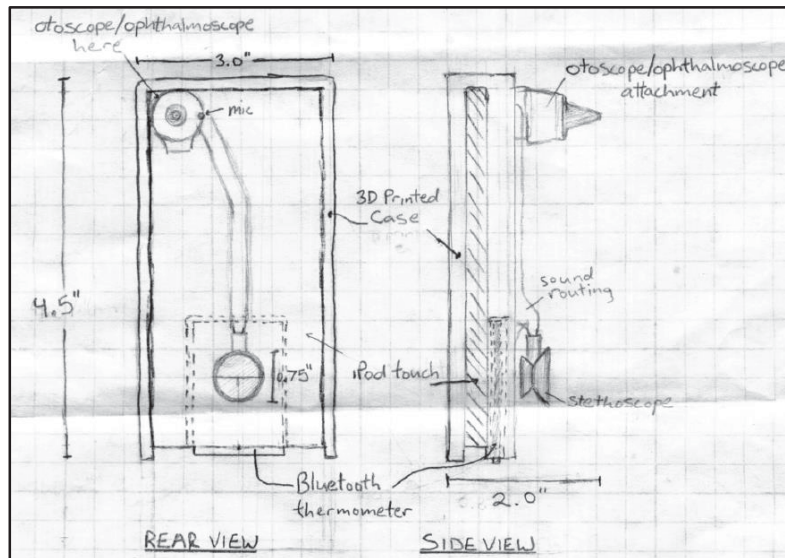 otoscope/ophthalmoscope
here
3.0"
mic
4.5"
0.75"
3D Printed
Case
iPod touch
Bluetooth
thermometer
REAR VIEW
otoscope/ophthalmoscope
attachment
sound
routing
stethoscope
2.0"
SIDE VIEW